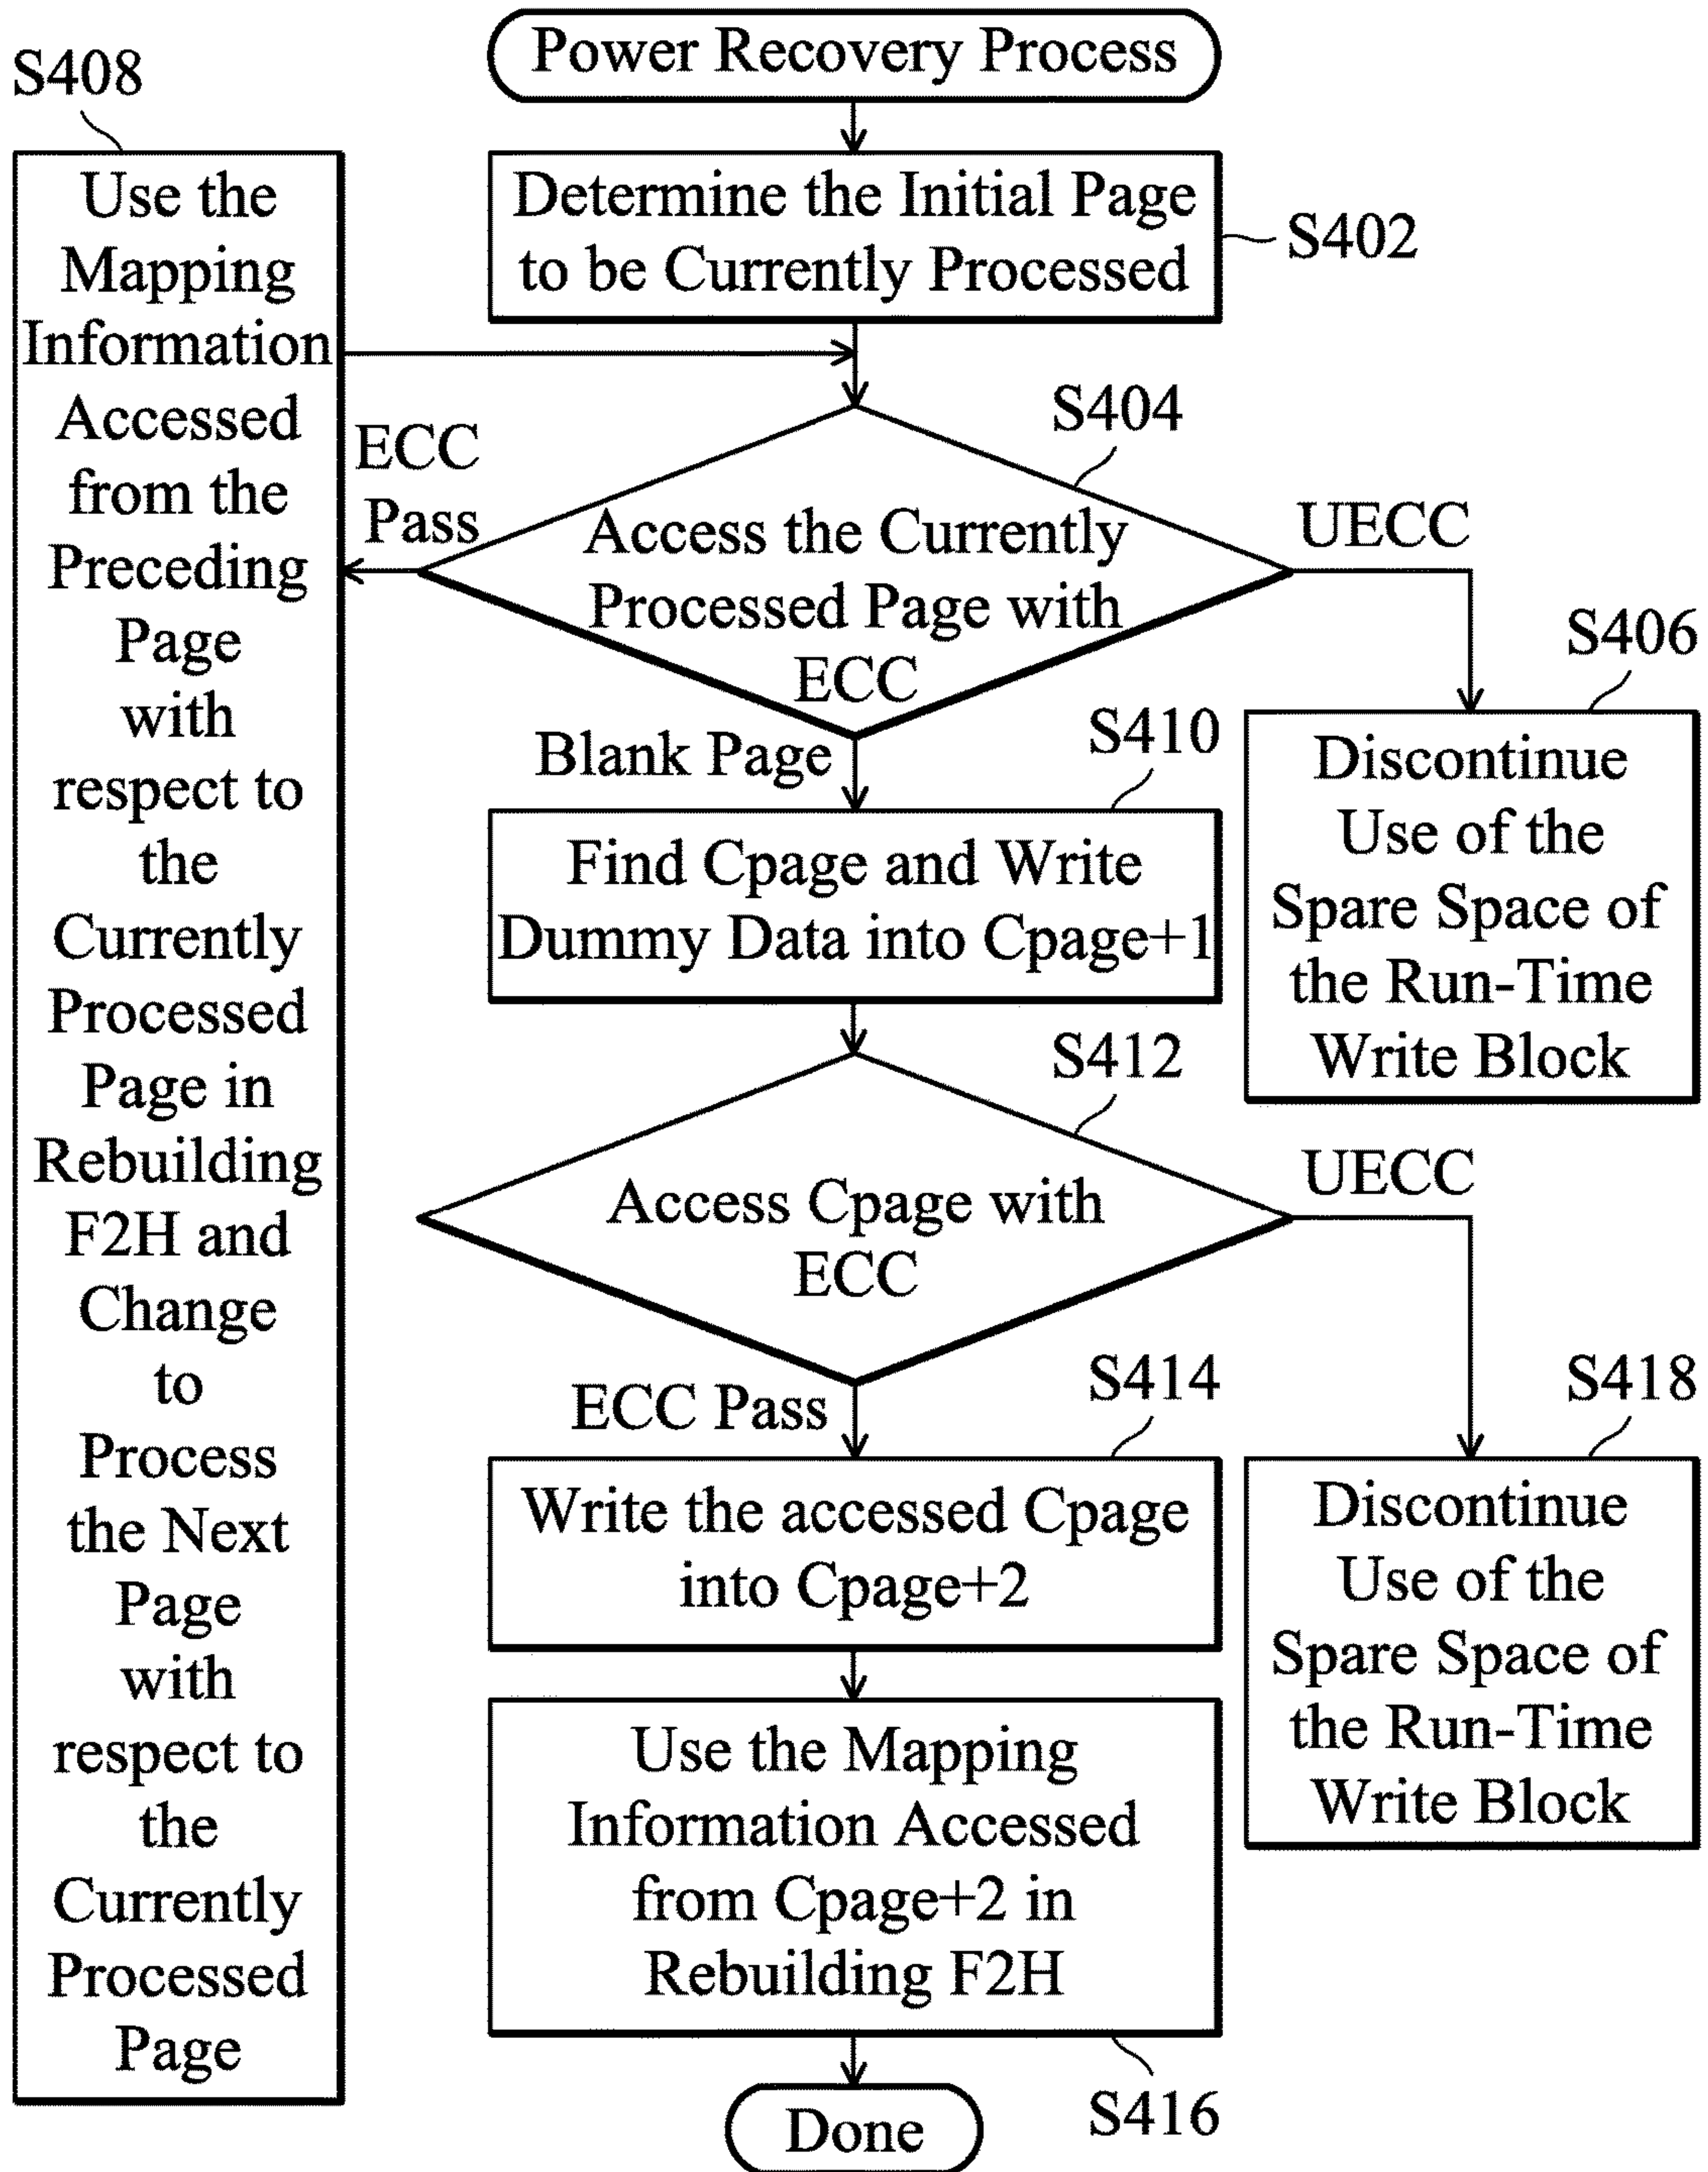 Power Recovery Process
S408
Use the
Mapping
Information
Accessed
from the
Preceding
Page
with
respect to
the
Currently
Processed
Page in
Rebuilding
F2H and
Change
to
Process
the Next
Page
with
respect to
the
Currently
Processed
Page
Determine the Initial Page
to be Currently Processed
S402
S404
ECC
Pass
Access the Currently
Processed Page with
ECC
UECC
S406
Discontinue
Use of the
Spare Space of
the Run-Time
Write Block
Blank Page
S410
Find Cpage and Write
Dummy Data into Cpage+1
S412
Access Cpage with
ECC
UECC
S418
Discontinue
Use of the
Spare Space of
the Run-Time
Write Block
ECC Pass
S414
Write the accessed Cpage
into Cpage+2
Use the Mapping
Information Accessed
from Cpage+2 in
Rebuilding F2H
S416
Done